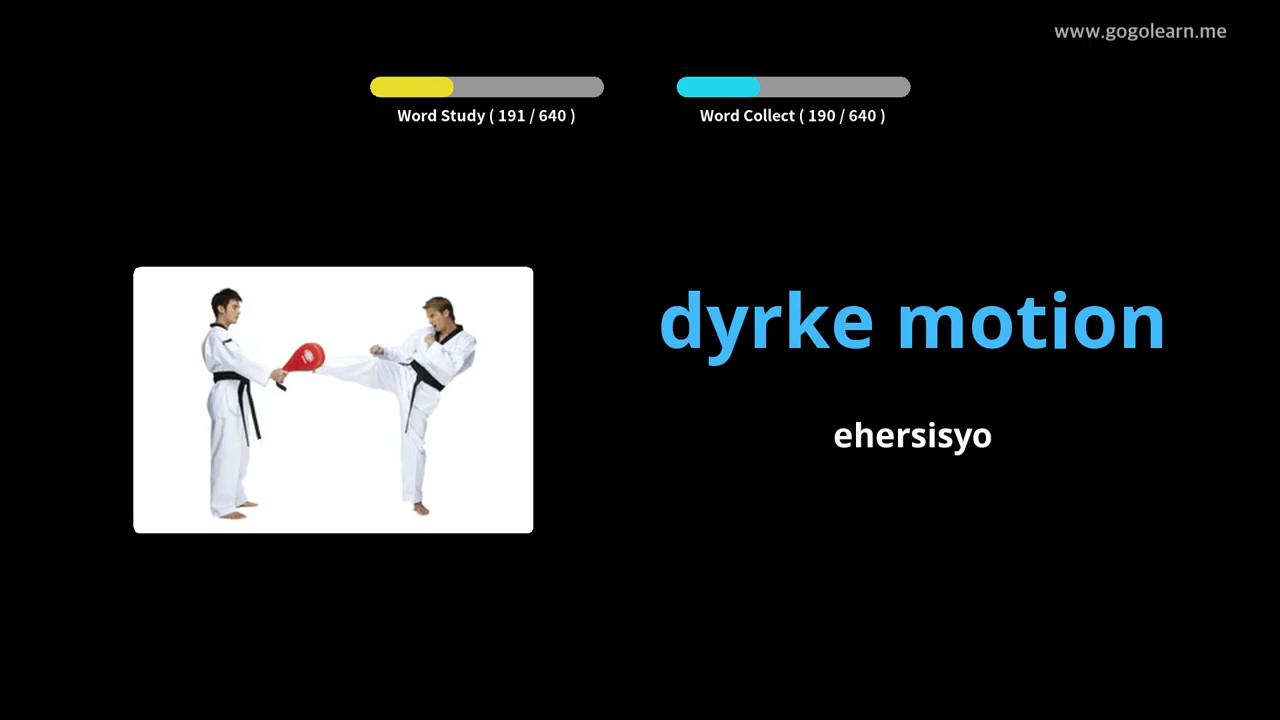 www.gogolearn.me
Word Study ( 191 / 640 )
Word Collect ( 190 / 640 )
dyrke motion
ehersisyo